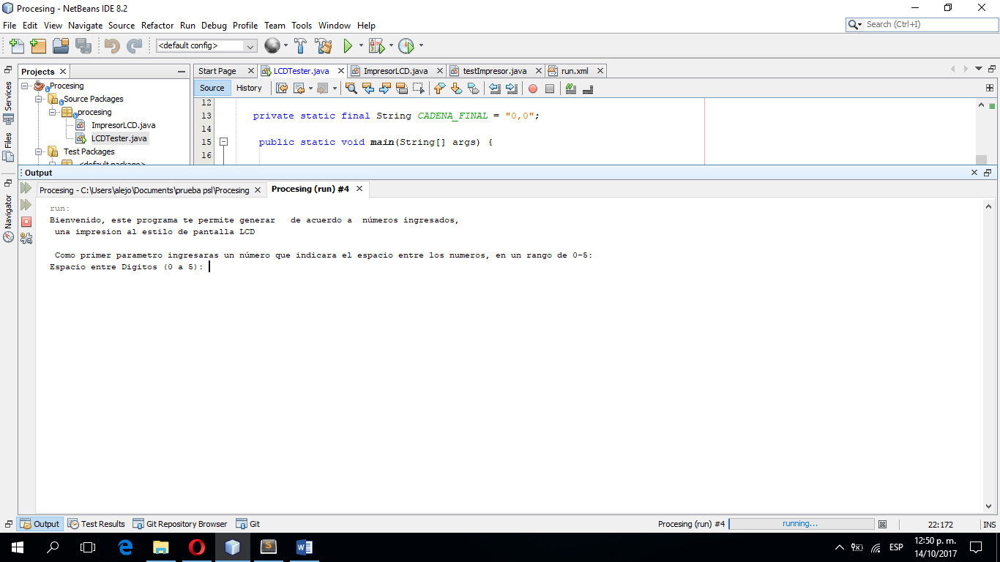 Procesing - NetBeans IDE 8.2
File Edit View Navigate Source Refactor Run Debug Profile Team Tools Window Help
Search (Ctrl+I)
<default config>
Projects
Start Page LCDTester.java ImpresorLCD.java testImpresor.java run.xml
Source History
Services
Files
Navigator
Procesing
Source Packages
procesing
ImpresorLCD.java
LCDTester.java
Test Packages
<default package>
12
13 private static final String CADENA_FINAL = "0,0";
14
15 public static void main(String[] args) {
16
Output
Procesing - C:\Users\alejo\Documents\prueba psl\Procesing Procesing (run) #4
run:
Bienvenido, este programa te permite generar de acuerdo a números ingresados,
una impresion al estilo de pantalla LCD
Como primer parametro ingresaras un número que indicara el espacio entre los numeros, en un rango de 0-5:
Espacio entre Digitos (0 a 5):
Output Test Results Git Repository Browser Git Procesing (run) #4 running... 22:172 INS
ESP
12:50 p. m.
14/10/2017